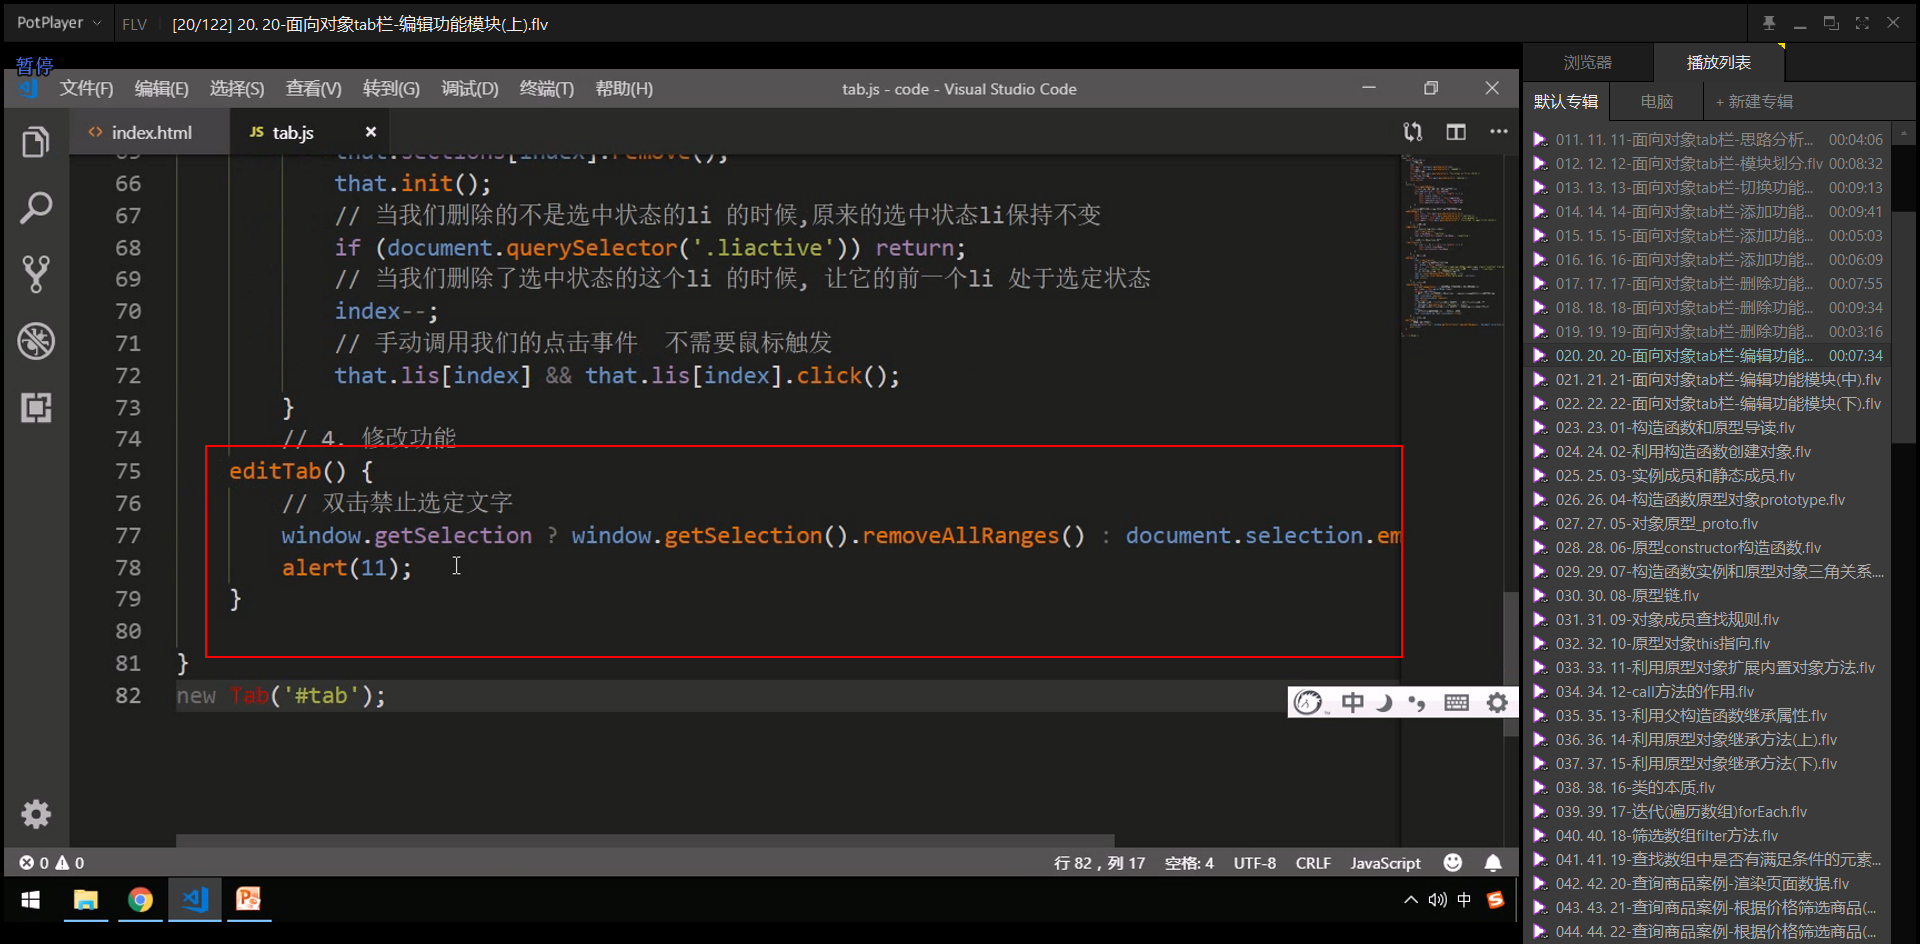 PotPlayer
FLV
[20/122] 20. 20-面向对象tab栏-编辑功能模块(上).flv
暂停
文件(F) 编辑(E) 选择(S) 查看(V) 转到(G) 调试(D) 终端(T) 帮助(H)
tab.js - code - Visual Studio Code
<> index.html
JS tab.js
65 that.sections[index].remove();
66 that.init();
67 // 当我们删除的不是选中状态的li 的时候,原来的选中状态li保持不变
68 if (document.querySelector('.liactive')) return;
69 // 当我们删除了选中状态的这个li 的时候, 让它的前一个li 处于选定状态
70 index--;
71 // 手动调用我们的点击事件 不需要鼠标触发
72 that.lis[index] && that.lis[index].click();
73 }
74 // 4. 修改功能
75 editTab() {
76 // 双击禁止选定文字
77 window.getSelection ? window.getSelection().removeAllRanges() : document.selection.em
78 alert(11);
79 }
80
81 }
82 new Tab('#tab');
中
0 0
行 82，列 17 空格: 4 UTF-8 CRLF JavaScript
中
浏览器 播放列表
默认专辑 电脑 + 新建专辑
011. 11. 11-面向对象tab栏-思路分析... 00:04:06
012. 12. 12-面向对象tab栏-模块划分.flv 00:08:32
013. 13. 13-面向对象tab栏-切换功能... 00:09:13
014. 14. 14-面向对象tab栏-添加功能... 00:09:41
015. 15. 15-面向对象tab栏-添加功能... 00:05:03
016. 16. 16-面向对象tab栏-添加功能... 00:06:09
017. 17. 17-面向对象tab栏-删除功能... 00:07:55
018. 18. 18-面向对象tab栏-删除功能... 00:09:34
019. 19. 19-面向对象tab栏-删除功能... 00:03:16
020. 20. 20-面向对象tab栏-编辑功能... 00:07:34
021. 21. 21-面向对象tab栏-编辑功能模块(中).flv
022. 22. 22-面向对象tab栏-编辑功能模块(下).flv
023. 23. 01-构造函数和原型导读.flv
024. 24. 02-利用构造函数创建对象.flv
025. 25. 03-实例成员和静态成员.flv
026. 26. 04-构造函数原型对象prototype.flv
027. 27. 05-对象原型_proto.flv
028. 28. 06-原型constructor构造函数.flv
029. 29. 07-构造函数实例和原型对象三角关系....
030. 30. 08-原型链.flv
031. 31. 09-对象成员查找规则.flv
032. 32. 10-原型对象this指向.flv
033. 33. 11-利用原型对象扩展内置对象方法.flv
034. 34. 12-call方法的作用.flv
035. 35. 13-利用父构造函数继承属性.flv
036. 36. 14-利用原型对象继承方法(上).flv
037. 37. 15-利用原型对象继承方法(下).flv
038. 38. 16-类的本质.flv
039. 39. 17-迭代(遍历数组)forEach.flv
040. 40. 18-筛选数组filter方法.flv
041. 41. 19-查找数组中是否有满足条件的元素...
042. 42. 20-查询商品案例-渲染页面数据.flv
043. 43. 21-查询商品案例-根据价格筛选商品(...
044. 44. 22-查询商品案例-根据价格筛选商品(...